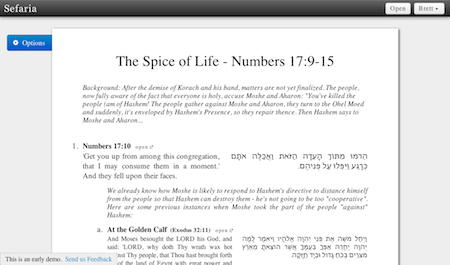 Sefaria
Open
Brett
Options
The Spice of Life - Numbers 17:9-15
Background: After the demise of Korach and his band, matters are not yet finalized. The people,
now fully aware of the fact that everyone is holy, accuse Moshe and Aharon: "You've killed the
people (am of Hashem! The people gather against Moshe and Aharon, they turn to the Ohel Moed
and suddenly, it's enveloped by Hashem's Presence, so they repair thence. Then Hashem says to
Moshe and Aharon...
1. Numbers 17:10 open
'Get you up from among this congregation,
that I may consume them in a moment.'
And they fell upon their faces.
הֵרֹמּוּ מִתּוֹךְ הָעֵדָה הַזֹּאת וַאֲכַלֶּה אֹתָם
כְּרָגַע וַיִּפְּלוּ עַל פְּנֵיהֶם.
We already know how Moshe is likely to respond to Hashem's directive to distance himself
from the people so that Hashem can destroy them - he's not going to be too "cooperative".
Here are some previous instances when Moshe took the part of the people "against"
Hashem:
a. At the Golden Calf (Exodus 32:11) open
And Moses besought the LORD his God, and
said: 'LORD, why doth Thy wrath wax hot
against Thy people, that Thou hast brought forth
of the land of Egypt with great power and
וַיְחַל מֹשֶׁה אֶת פְּנֵי יְהוָה אֱלֹהָיו וַיֹּאמֶר לָמָה
יְהוָה יֶחֱרֶה אַפְּךָ בְּעַמֶּךָ אֲשֶׁר הוֹצֵאתָ מֵאֶרֶץ
מִצְרַיִם בְּכֹחַ גָּדוֹל וּבְיָד חֲזָקָה.
This is an early demo. Send us Feedback